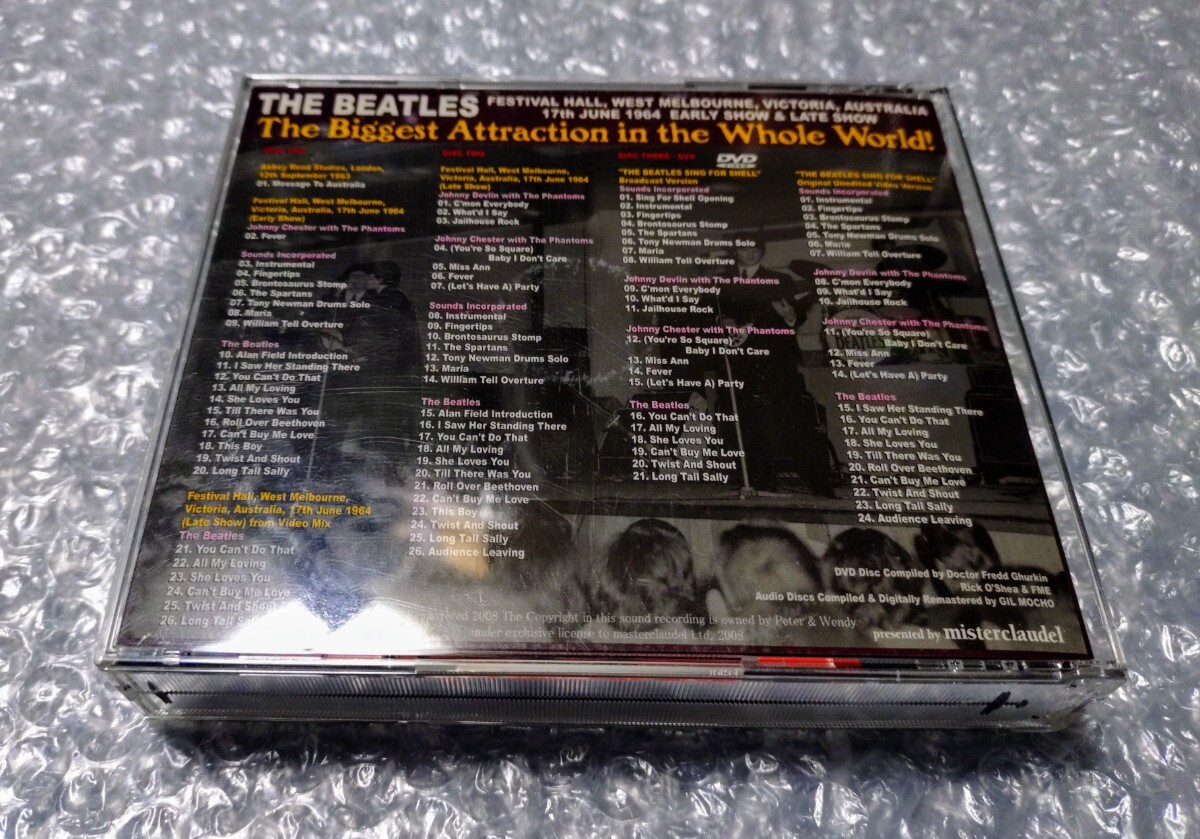 THE BEATLES
FESTIVAL HALL, WEST MELBOURNE, VICTORIA, AUSTRALIA
17th JUNE 1964 EARLY SHOW & LATE SHOW
The Biggest Attraction in the Whole World!
Abbey Road Studios, London,
12th September 1963
01. Message To Australia
Festival Hall, West Melbourne,
Victoria, Australia, 17th June 1964
(Early Show)
Johnny Chester with The Phantoms
02. Fever
Sounds Incorporated
03. Instrumental
04. Fingertips
05. Brontosaurus Stomp
06. The Spartans
07. Tony Newman Drums Solo
08. Maria
09. William Tell Overture
The Beatles
10. Alan Field Introduction
11. I Saw Her Standing There
12. You Can't Do That
13. All My Loving
14. She Loves You
15. Till There Was You
16. Roll Over Beethoven
17. Can't Buy Me Love
18. This Boy
19. Twist And Shout
20. Long Tall Sally
Festival Hall, West Melbourne,
Victoria, Australia, 17th June 1964
(Late Show) from Video Mix
The Beatles
21. You Can't Do That
22. All My Loving
23. She Loves You
24. Can't Buy Me Love
25. Twist And Shout
26. Long Tall
DISC TWO
Festival Hall, West Melbourne,
Victoria, Australia, 17th June 1964
(Late Show)
Johnny Devlin with The Phantoms
01. C'mon Everybody
02. What'd I Say
03. Jailhouse Rock
Johnny Chester with The Phantoms
04. (You're So Square)
Baby I Don't Care
05. Miss Ann
06. Fever
07. (Let's Have A) Party
Sounds Incorporated
08. Instrumental
09. Fingertips
10. Brontosaurus Stomp
11. The Spartans
12. Tony Newman Drums Solo
13. Maria
14. William Tell Overture
The Beatles
15. Alan Field Introduction
16. I Saw Her Standing There
17. You Can't Do That
18. All My Loving
19. She Loves You
20. Till There Was You
21. Roll Over Beethoven
22. Can't Buy Me Love
23. This Boy
24. Twist And Shout
25. Long Tall Sally
26. Audience Leaving
DISC THREE - DVD
DVD
VIDEO
"THE BEATLES SING FOR SHELL"
Broadcast Version
Sounds Incorporated
01. Sing For Shell Opening
02. Instrumental
03. Fingertips
04. Brontosaurus Stomp
05. The Spartans
06. Tony Newman Drums Solo
07. Maria
08. William Tell Overture
Johnny Devlin with The Phantoms
09. C'mon Everybody
10. What'd I Say
11. Jailhouse Rock
Johnny Chester with The Phantoms
12. (You're So Square)
Baby I Don't Care
13. Miss Ann
14. Fever
15. (Let's Have A) Party
The Beatles
16. You Can't Do That
17. All My Loving
18. She Loves You
19. Can't Buy Me Love
20. Twist And Shout
21. Long Tall Sally
"THE BEATLES SING FOR SHELL"
Original Unedited Video Version
Sounds Incorporated
01. Instrumental
02. Fingertips
03. Brontosaurus Stomp
04. The Spartans
05. Tony Newman Drums Solo
06. Maria
07. William Tell Overture
Johnny Devlin with The Phantoms
08. C'mon Everybody
09. What'd I Say
10. Jailhouse Rock
Johnny Chester with The Phantoms
11. (You're So Square)
Baby I Don't Care
12. Miss Ann
13. Fever
14. (Let's Have A) Party
The Beatles
15. I Saw Her Standing There
16. You Can't Do That
17. All My Loving
18. She Loves You
19. Till There Was You
20. Roll Over Beethoven
21. Can't Buy Me Love
22. Twist And Shout
23. Long Tall Sally
24. Audience Leaving
BEATLES
DVD Disc Compiled by Doctor Fredd Ghurkin
Rick O'Shea & FME
Audio Discs Compiled & Digitally Remastered by GIL MOCHO
2008 The Copyright in this sound recording is owned by Peter & Wendy
under exclusive license to masterclaudel Ltd. 2008
presented by misterclaudel